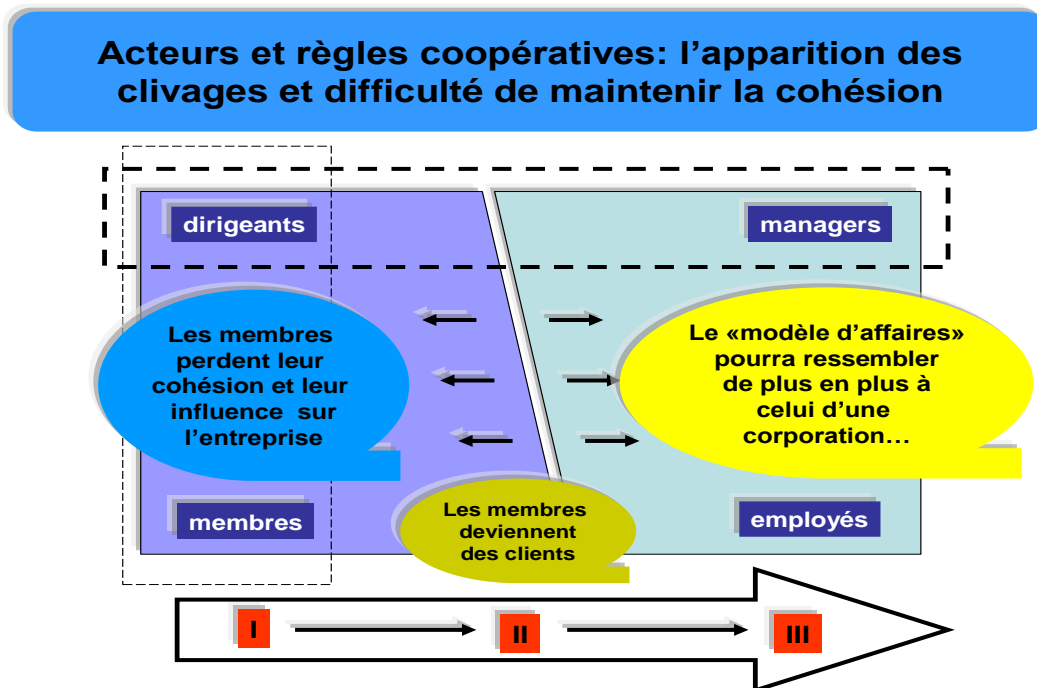 Acteurs et règles coopératives: l’apparition des
clivages et difficulté de maintenir la cohésion
dirigeants
managers
Les membres
perdent leur
cohésion et leur
influence sur
l’entreprise
Le «modèle d’affaires»
pourra ressembler
de plus en plus à
celui d’une
corporation…
membres
Les membres
deviennent
des clients
employés
I
II
III